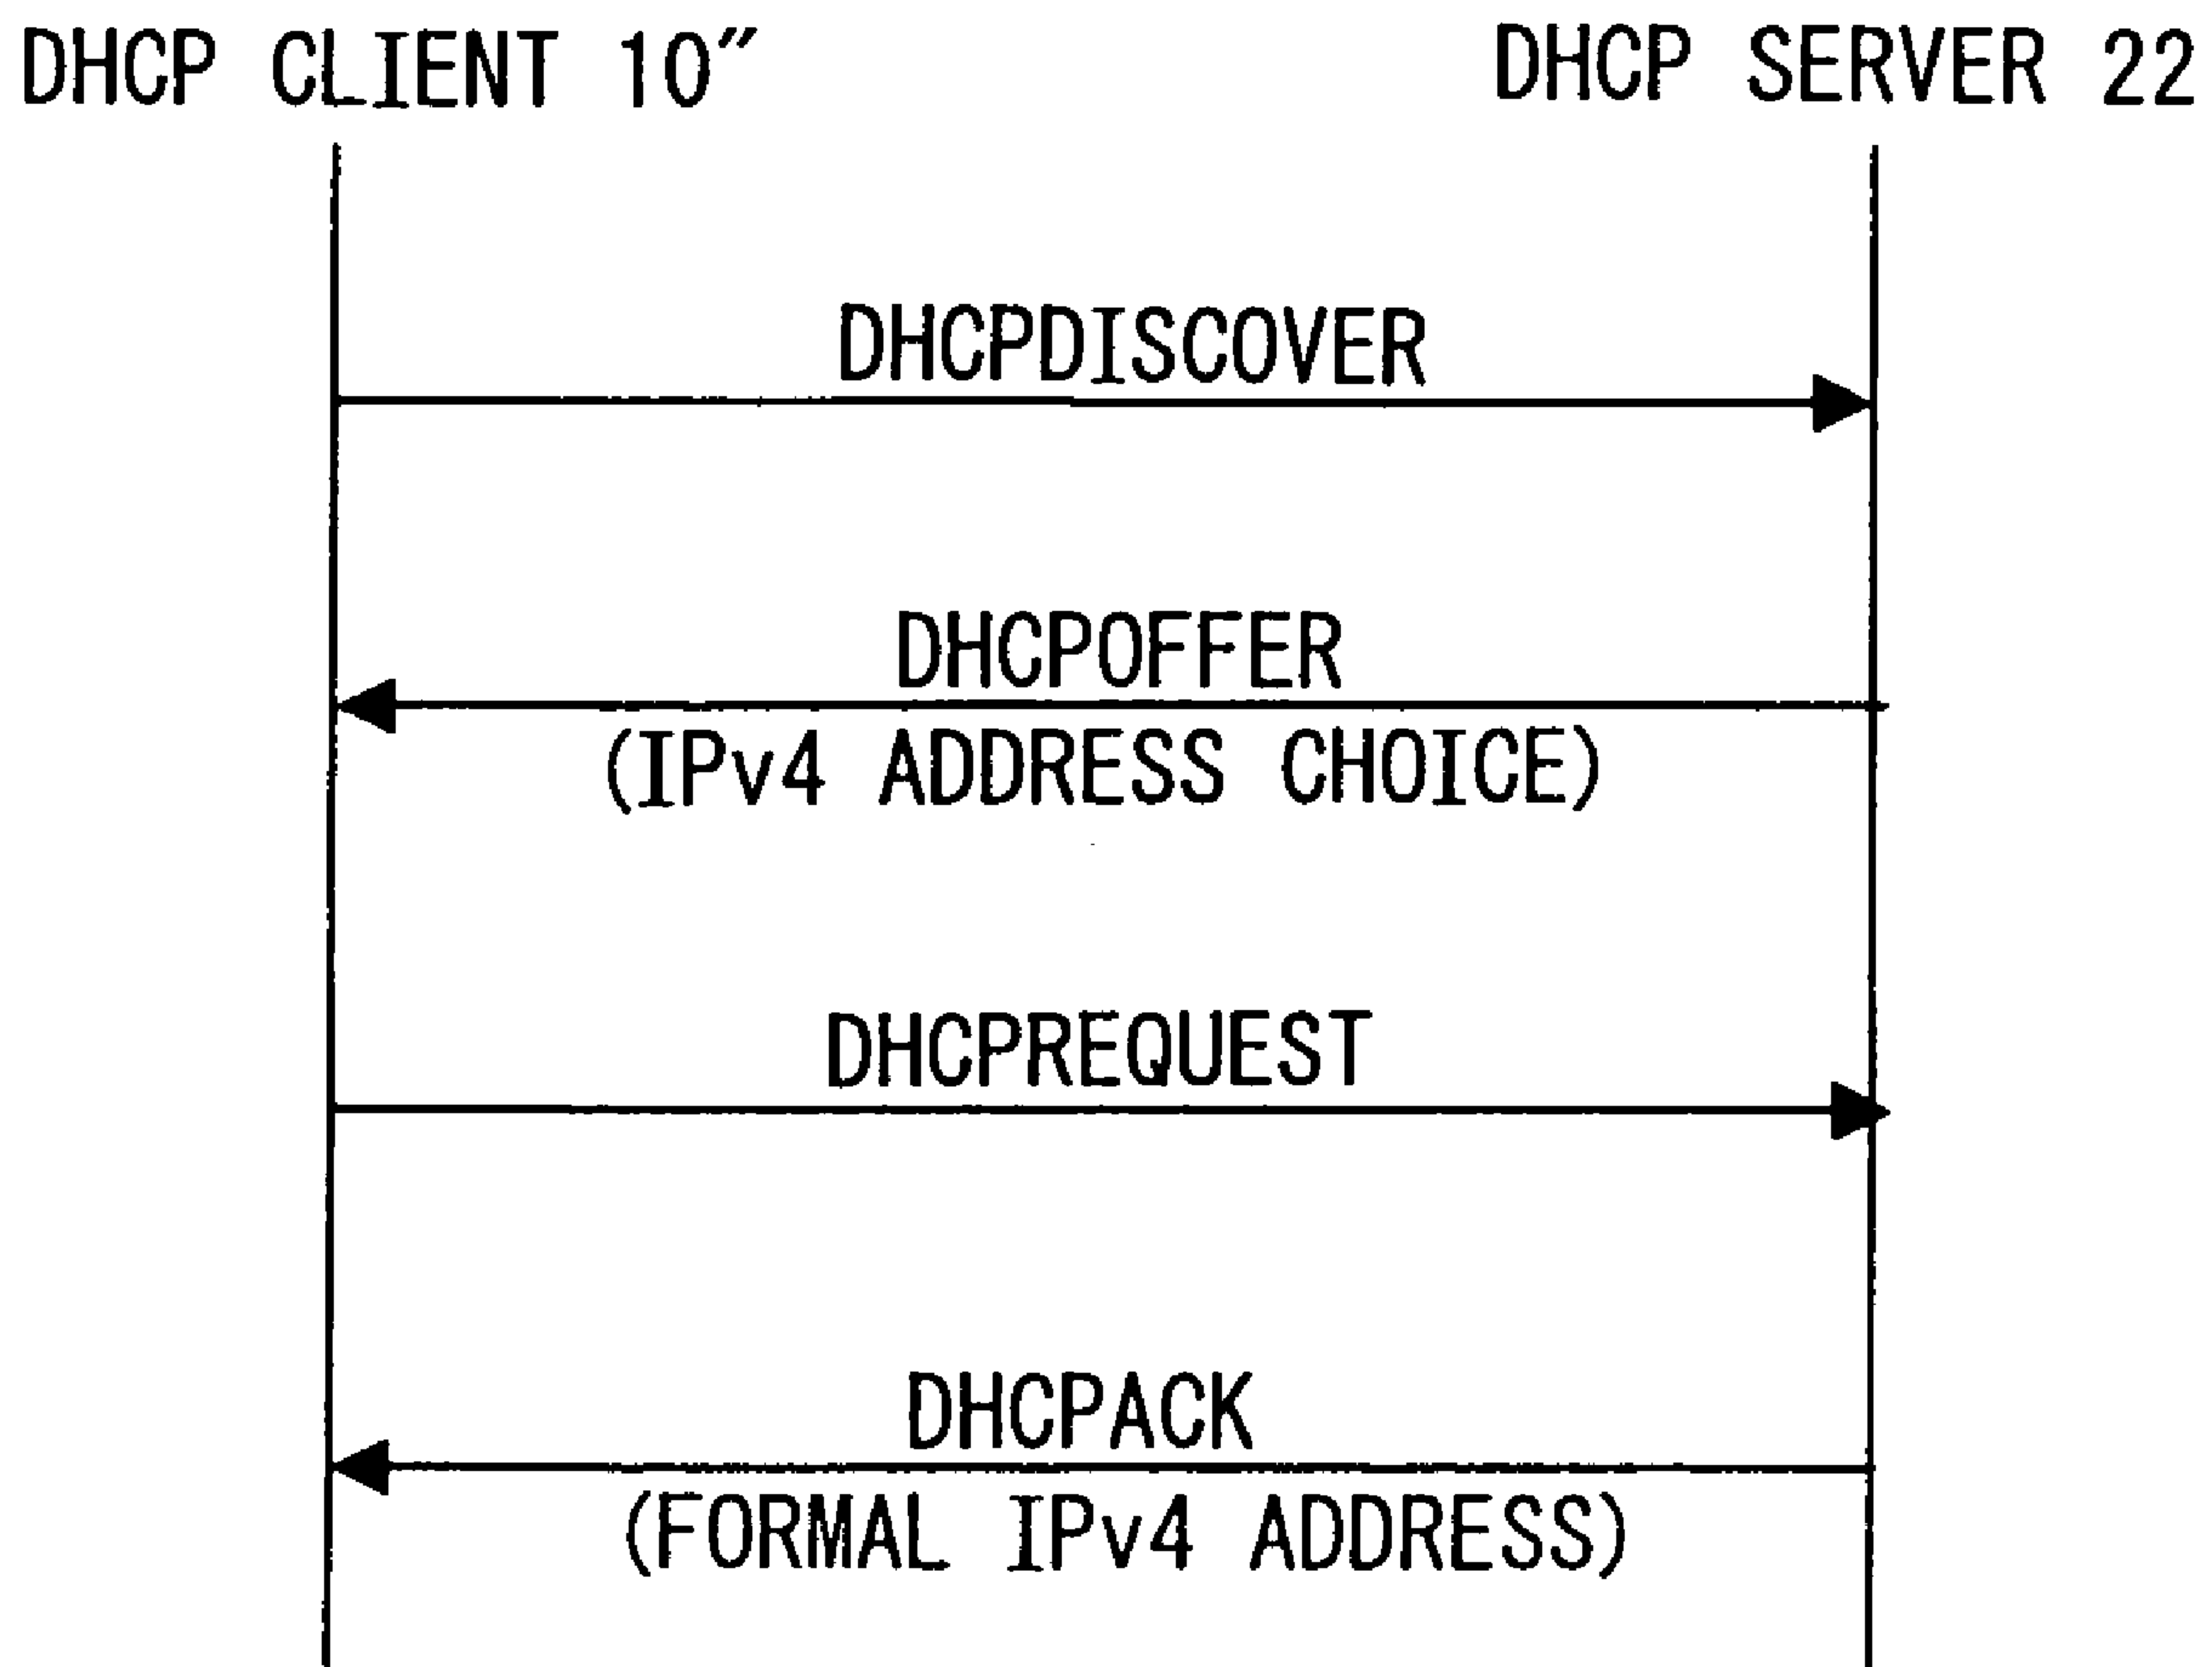 DHCP CLIENT 10″
DHCP SERVER 22
DHCPDISCOVER
DHCPOFFER
(IPv4 ADDRESS CHOICE)
DHCPREQUEST
DHCPACK
(FORMAL IPv4 ADDRESS)